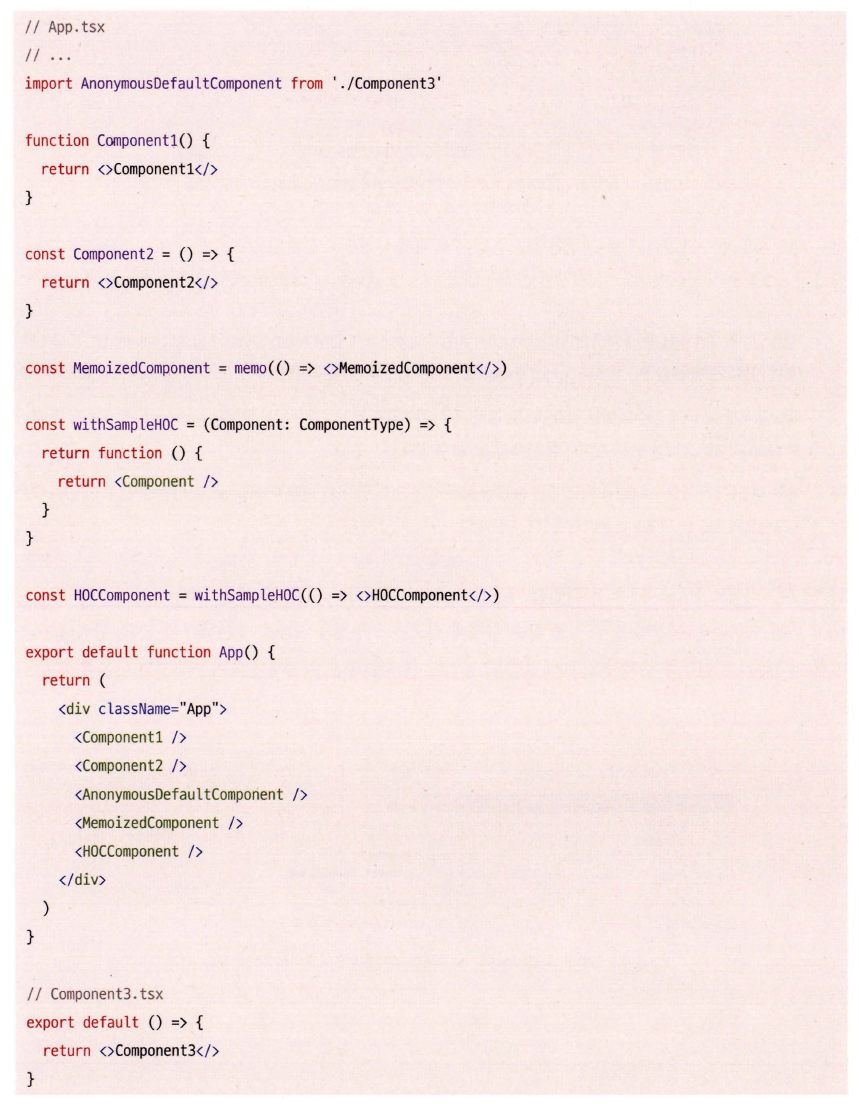 // App.tsx
// ...
import AnonymousDefaultComponent from './Component3'
function Component1() {
return <>Component1</>
}
const Component2 = () => {
return <>Component2</>
}
const MemoizedComponent = memo(() => <>MemoizedComponent</>)
const withSampleHOC = (Component: ComponentType) => {
return function () {
return <Component />
}
}
const HOCComponent = withSampleHOC(() => <>HOCComponent</>)
export default function App() {
return (
<div className="App">
<Component1 />
<Component2 />
<AnonymousDefaultComponent />
<MemoizedComponent />
<HOCComponent />
</div>
)
}
// Component3.tsx
export default () => {
return <>Component3</>
}